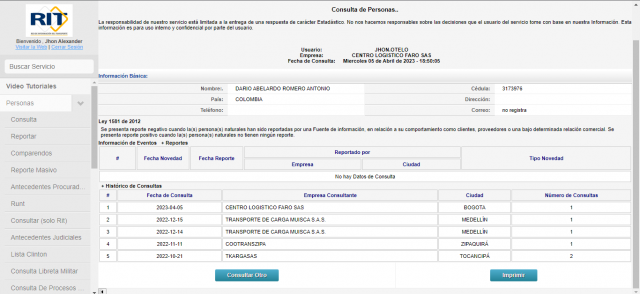 RIT
Bienvenido , Jhon Alexander
Visitar la Web | Cerrar Sesión
Buscar Servicio
Video Tutoriales
Personas
Consulta
Reportar
Comparendos
Reporte Masivo
Antecedentes Procurad...
Runt
Consultar (solo Rit)
Antecedentes Judiciales
Lista Clinton
Consulta Libreta Militar
Consulta De Procesos
Consulta de Personas..
La responsabilidad de nuestro servicio está limitada a la entrega de una respuesta de carácter Estadístico. No nos hacemos responsables sobre las decisiones que el usuario del servicio tome con base en nuestra Información. Esta
información es para uso interno y confidencial por parte del usuario.
Usuario: JHON.OTELO
Empresa: CENTRO LOGISTICO FARO SAS
Fecha de Consulta: Miercoles 05 de Abril de 2023 - 18:50:05
Información Básica:
Nombre: DARIO ABELARDO ROMERO ANTONIO Cédula: 3173976
País: COLOMBIA Dirección:
Teléfono: Correo: no registra
Ley 1581 de 2012
Se presenta reporte negativo cuando la(s) persona(s) naturales han sido reportadas por una Fuente de información, en relación a su comportamiento como clientes, proveedores o una bajo determinada relación comercial. Se
presenta reporte positivo cuando la(s) persona(s) naturales no tienen ningún reporte.
Información de Eventos + Reportes
# Fecha Novedad Fecha Reporte Reportado por Tipo Novedad
Empresa Ciudad
No hay Datos de Consulta
+ Histórico de Consultas
# Fecha de Consulta Empresa Consultante Ciudad Número de Consultas
1 2023-04-05 CENTRO LOGISTICO FARO SAS BOGOTA 1
2 2022-12-15 TRANSPORTE DE CARGA MUISCA S.A.S MEDELLÍN 1
3 2022-12-14 TRANSPORTE DE CARGA MUISCA S.A.S MEDELLÍN 1
4 2022-11-11 COOTRANSZIPA ZIPAQUIRÁ 1
5 2022-10-21 TKARGASAS TOCANCIPÁ 2
Consultar Otro Imprimir